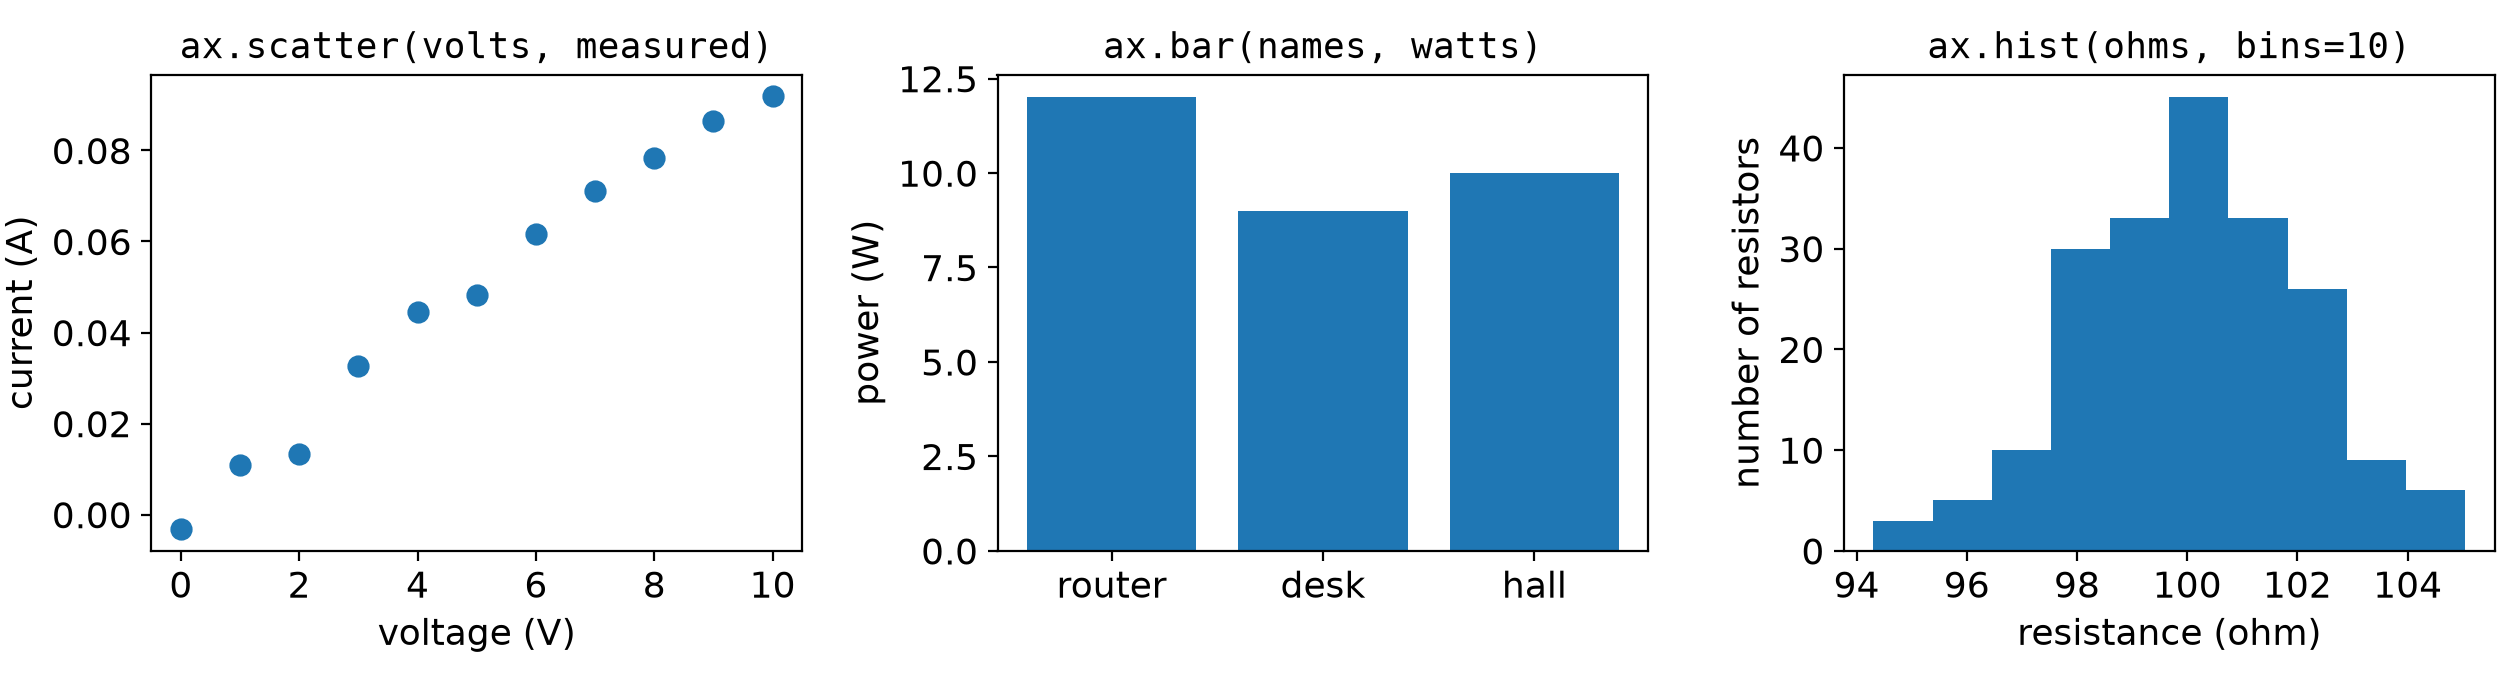 ax.scatter(volts, measured)
current (A)
0.08
0.06
0.04
0.02
0.00
0 2 4 6 8 10
voltage (V)
ax.bar(names, watts)
power (W)
12.5
10.0
7.5
5.0
2.5
0.0
router desk hall
ax.hist(ohms, bins=10)
number of resistors
40
30
20
10
0
94 96 98 100 102 104
resistance (ohm)